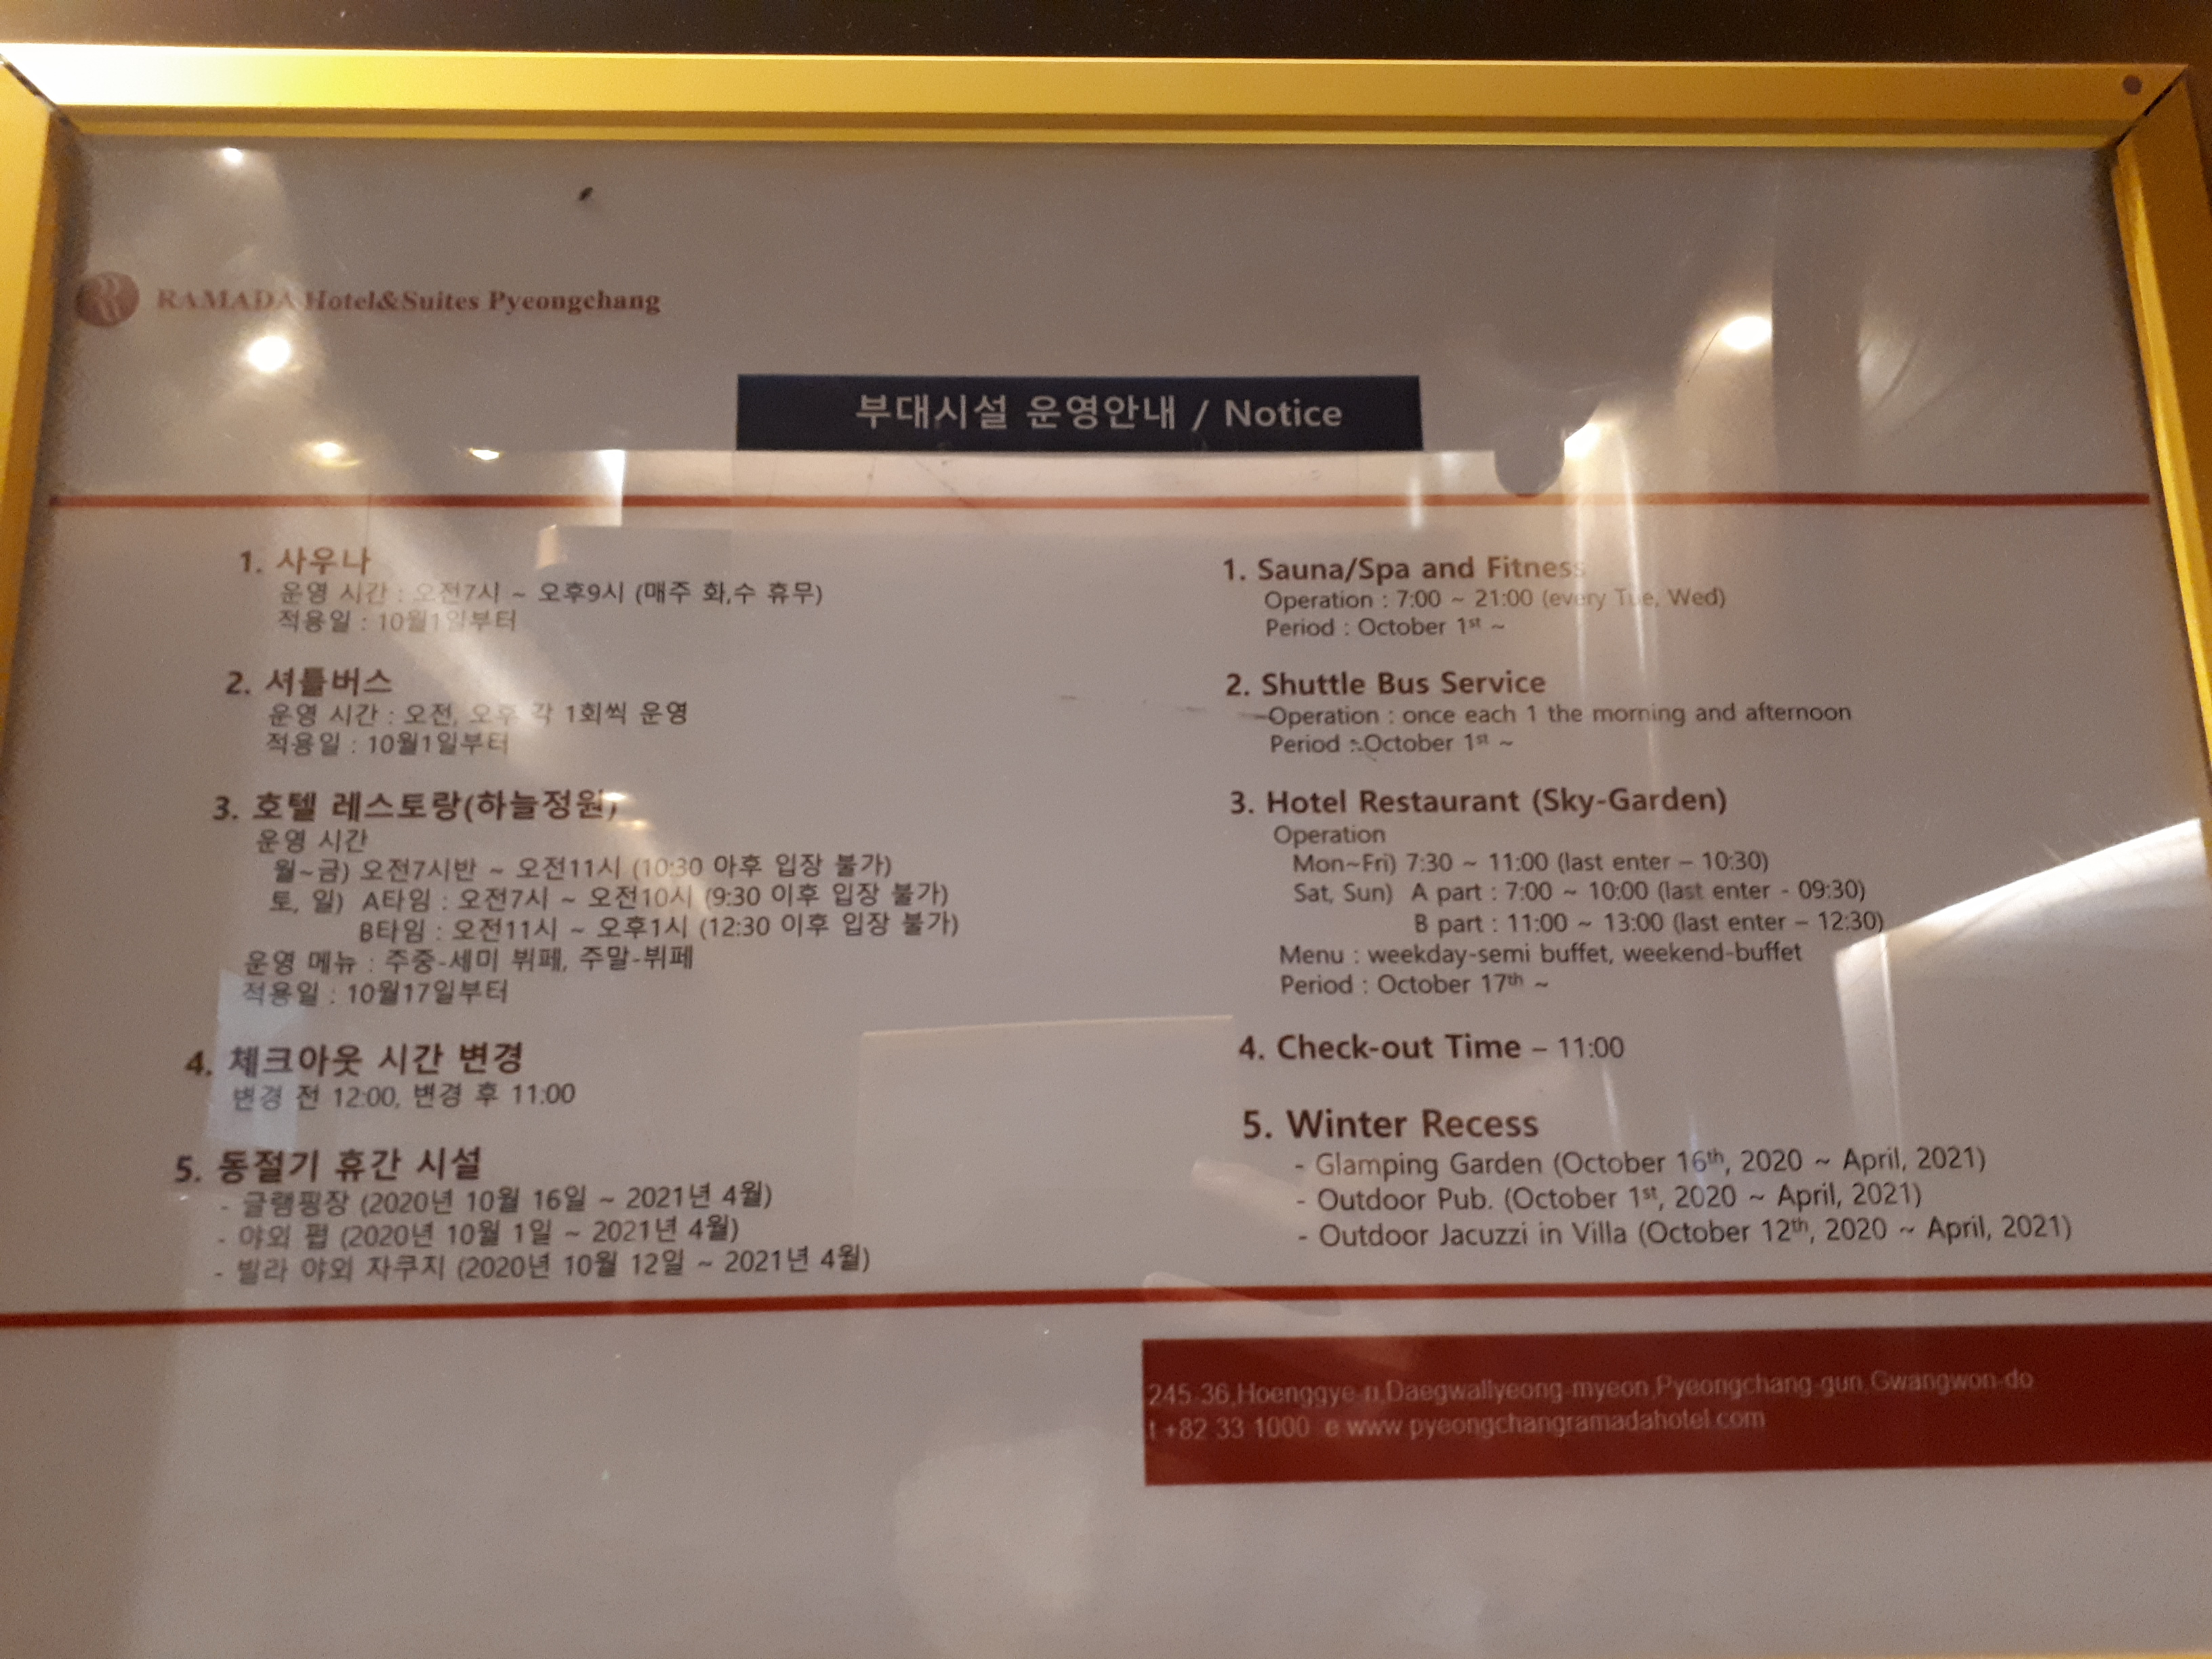 RAMADA Hotel&Suites Pyeongchang
부대시설 운영안내 / Notice
1. 사우나
운영 시간 : 오전7시 ~ 오후9시 (매주 화,수 휴무)
적용일 : 10월1일부터
2. 셔틀버스
운영 시간 : 오전, 오후 각 1회씩 운영
적용일 : 10월1일부터
3. 호텔 레스토랑(하늘정원)
운영 시간
월~금) 오전7시반 ~ 오전11시 (10:30 아후 입장 불가)
토, 일) A타임 : 오전7시 ~ 오전10시 (9:30 이후 입장 불가)
B타임 : 오전11시 ~ 오후1시 (12:30 이후 입장 불가)
운영 메뉴 : 주중-세미 뷔페, 주말-뷔페
적용일 : 10월17일부터
4. 체크아웃 시간 변경
변경 전 12:00, 변경 후 11:00
5. 동절기 휴간 시설
- 글램핑장 (2020년 10월 16일 ~ 2021년 4월)
- 야외 펍 (2020년 10월 1일 ~ 2021년 4월)
- 빌라 야외 자쿠지 (2020년 10월 12일 ~ 2021년 4월)
1. Sauna/Spa and Fitness
Operation : 7:00 ~ 21:00 (every Tue, Wed)
Period : October 1st ~
2. Shuttle Bus Service
Operation : once each 1 the morning and afternoon
Period : October 1st ~
3. Hotel Restaurant (Sky-Garden)
Operation
Mon~Fri) 7:30 ~ 11:00 (last enter – 10:30)
Sat, Sun) A part : 7:00 ~ 10:00 (last enter - 09:30)
B part : 11:00 ~ 13:00 (last enter – 12:30)
Menu : weekday-semi buffet, weekend-buffet
Period : October 17th ~
4. Check-out Time – 11:00
5. Winter Recess
- Glamping Garden (October 16th, 2020 ~ April, 2021)
- Outdoor Pub. (October 1st, 2020 ~ April, 2021)
- Outdoor Jacuzzi in Villa (October 12th, 2020 ~ April, 2021)
245-36,Hoenggye-ri,Daegwallyeong-myeon,Pyeongchang-gun,Gwangwon-do
t +82 33 1000 e www.pyeongchangramadahotel.com